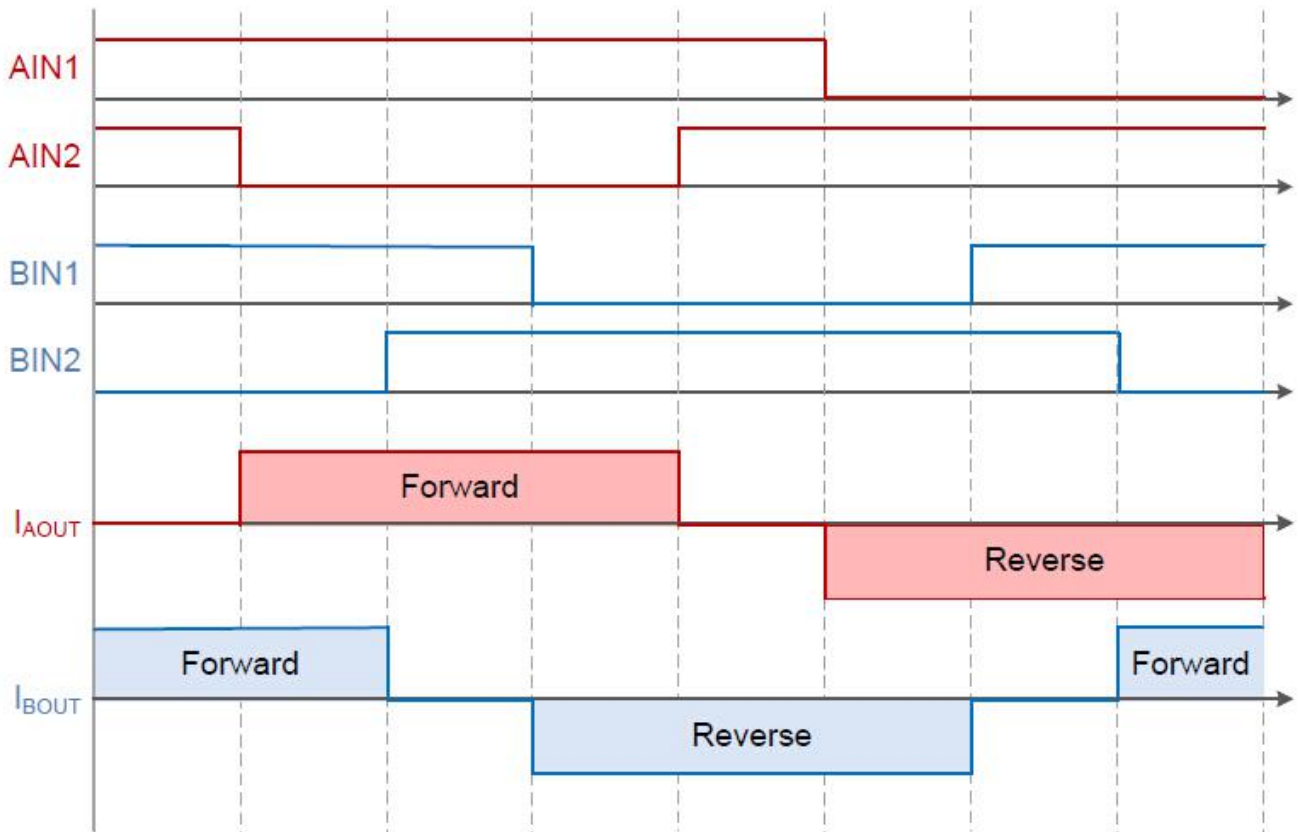 AIN1
AIN2
BIN1
BIN2
Forward
IAOUT
Reverse
Forward
Forward
IBOUT
Reverse